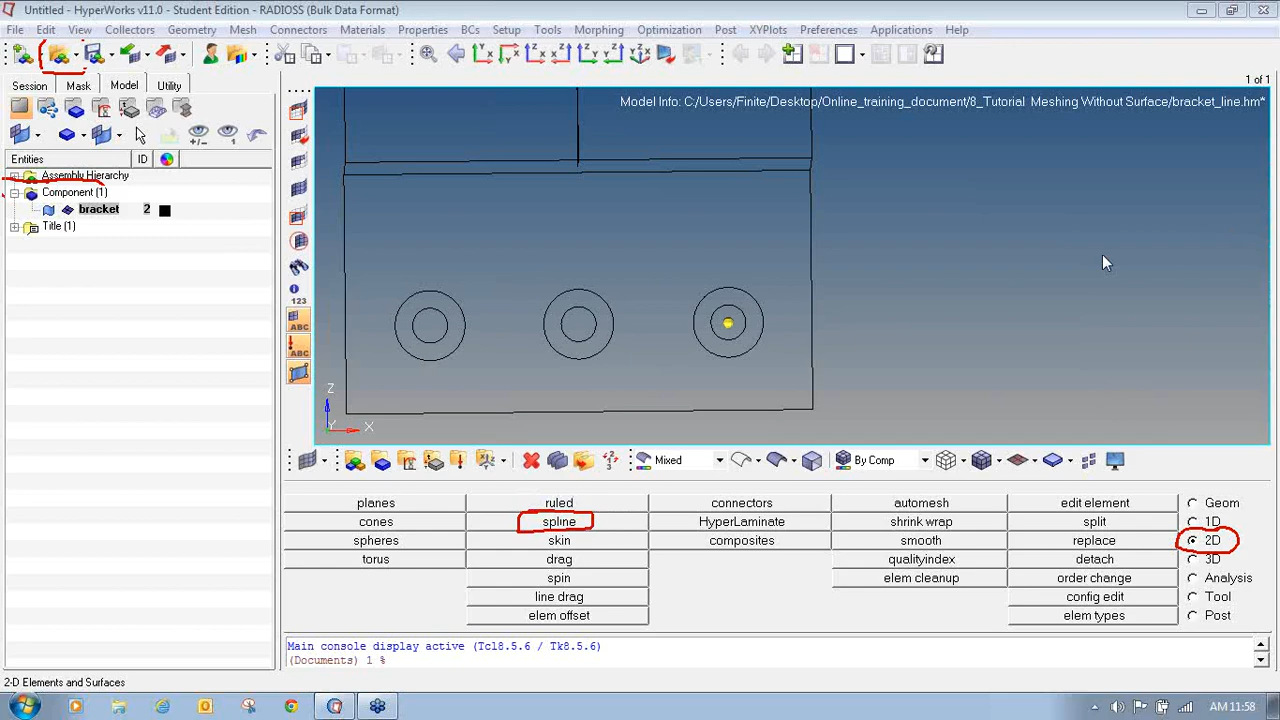 Untitled - HyperWorks v11.0 - Student Edition - RADIOSS (Bulk Data Format)
File Edit View Collectors Geometry Mesh Connectors Materials Properties BCs Setup Tools Morphing Optimization Post XYPlots Preferences Applications Help
Session Mask Model Utility
1 of 1
Model Info: C:/Users/Finite/Desktop/Online_training_document/8_Tutorial Meshing Without Surface/bracket_line.hm*
Entities ID
Assembly Hierarchy
Component (1)
bracket 2
Title (1)
123
ABC
ABC
Z
Y X
Mixed By Comp
planes ruled connectors automesh edit element Geom
cones spline HyperLaminate shrink wrap split 1D
spheres skin composites smooth replace 2D
torus drag qualityindex detach 3D
spin elem cleanup order change Analysis
line drag config edit Tool
elem offset elem types Post
Main console display active (Tcl8.5.6 / Tk8.5.6)
(Documents) 1 %
2-D Elements and Surfaces
AM 11:58